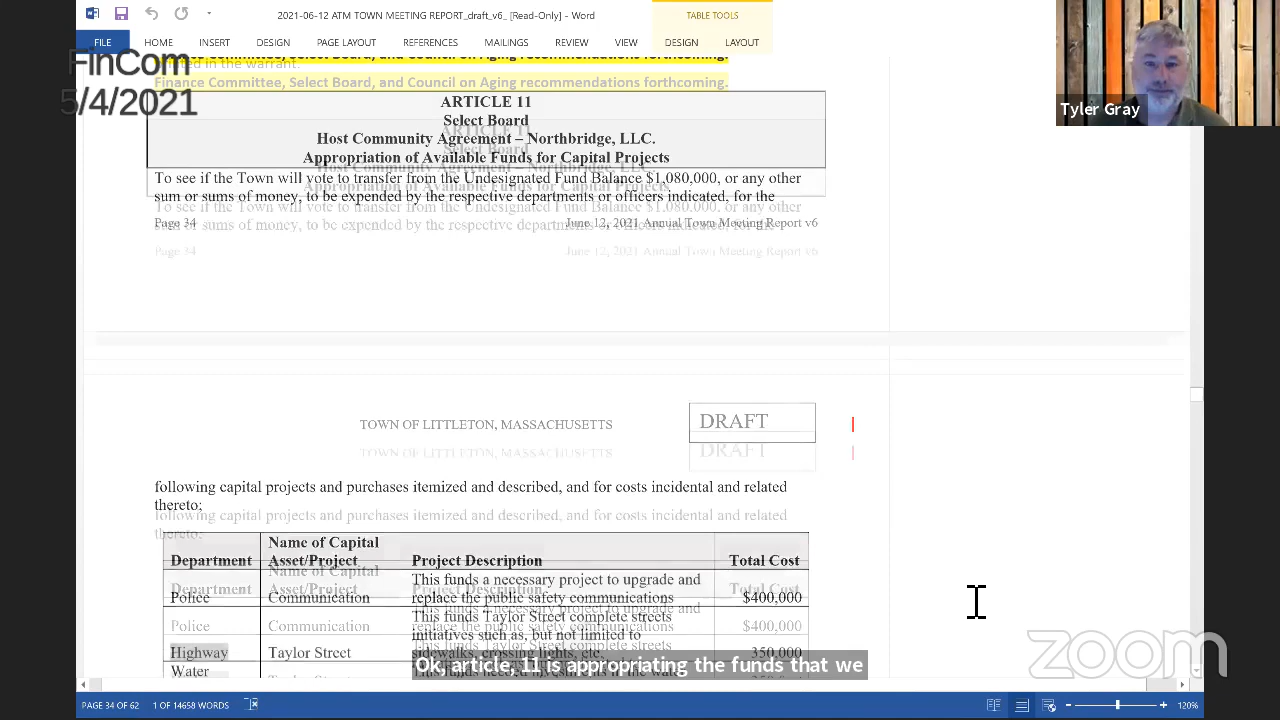 2021-06-12 ATM TOWN MEETING REPORT_draft_v6_ [Read-Only] - Word
TABLE TOOLS
FILE HOME INSERT DESIGN PAGE LAYOUT REFERENCES MAILINGS REVIEW VIEW DESIGN LAYOUT
FinCom
5/4/2021
Tyler Gray
in the warrant.
Finance Committee, Select Board, and Council on Aging recommendations forthcoming.
ARTICLE 11
Select Board
Host Community Agreement – Northbridge, LLC.
Appropriation of Available Funds for Capital Projects
To see if the Town will vote to transfer from the Undesignated Fund Balance $1,080,000, or any other
sum or sums of money, to be expended by the respective departments or officers indicated, for the
Page 34 June 12, 2021 Annual Town Meeting Report v6
TOWN OF LITTLETON, MASSACHUSETTS
DRAFT
following capital projects and purchases itemized and described, and for costs incidental and related
thereto:
Department Name of Capital Asset/Project Project Description Total Cost
Police Communication This funds a necessary project to upgrade and
replace the public safety communications $400,000
This funds Taylor Street complete streets
initiatives such as, but not limited to
Highway Taylor Street sidewalks, crossing lights, etc. 350,000
Water
Ok, article, 11 is appropriating the funds that we
zoom
PAGE 34 OF 62 1 OF 14658 WORDS 120%